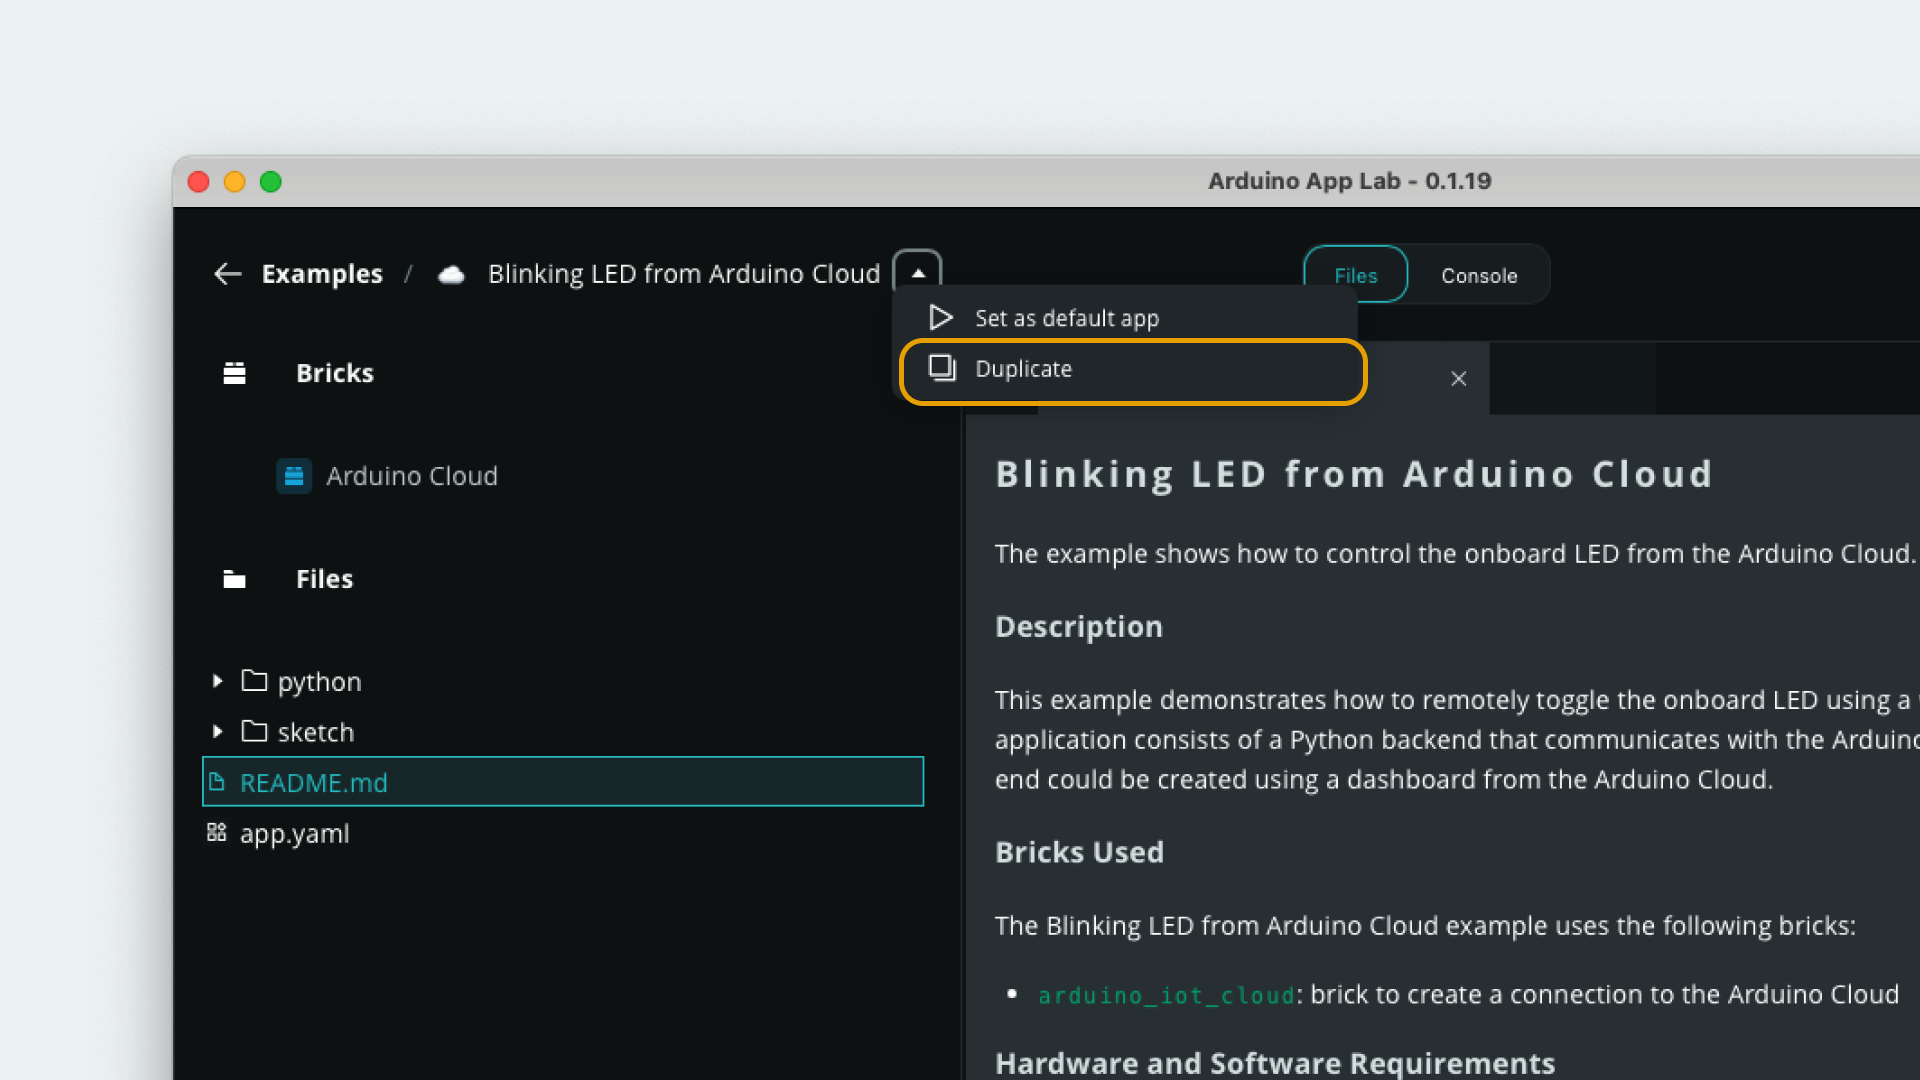 Arduino App Lab - 0.1.19
Examples / Blinking LED from Arduino Cloud
Files
Console
Set as default app
Duplicate
Bricks
Arduino Cloud
Files
python
sketch
README.md
app.yaml
Blinking LED from Arduino Cloud
The example shows how to control the onboard LED from the Arduino Cloud.
Description
This example demonstrates how to remotely toggle the onboard LED using a
application consists of a Python backend that communicates with the Arduino
end could be created using a dashboard from the Arduino Cloud.
Bricks Used
The Blinking LED from Arduino Cloud example uses the following bricks:
• arduino_iot_cloud: brick to create a connection to the Arduino Cloud
Hardware and Software Requirements